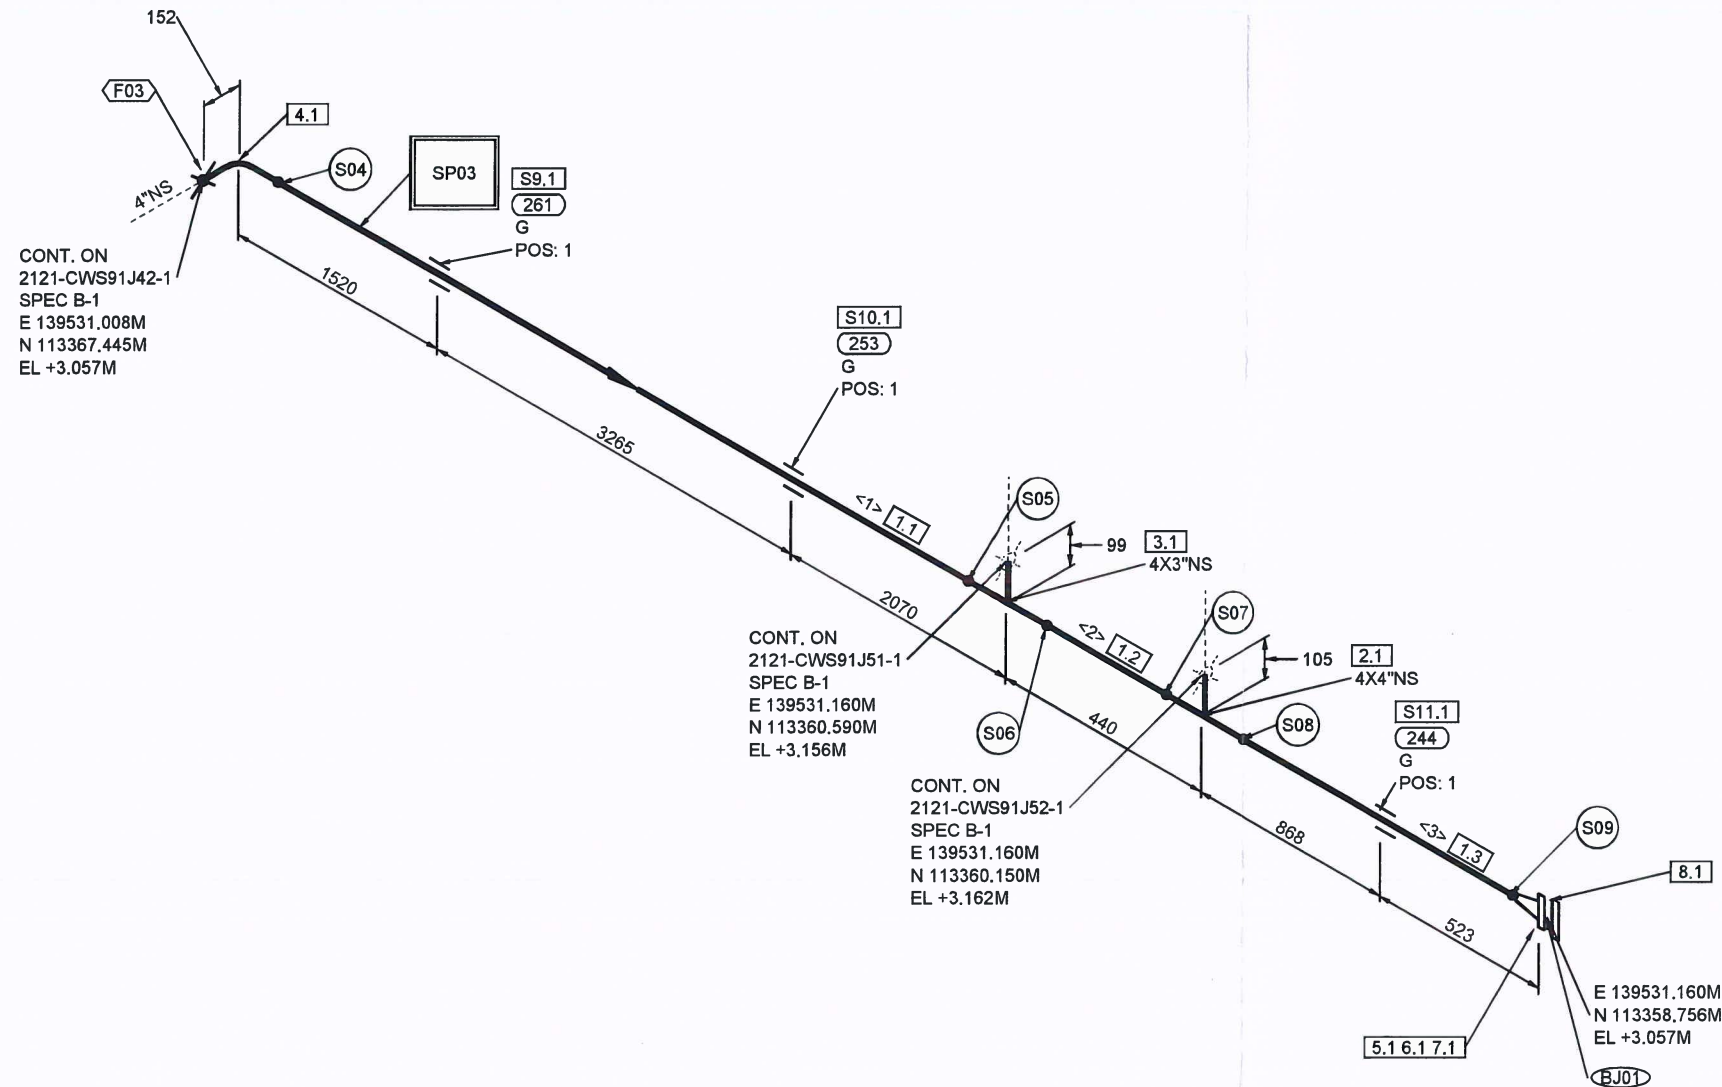 152
F03
4.1
S04
SP03
S9.1
261
G
POS: 1
4"NS
CONT. ON
2121-CWS91J42-1
SPEC B-1
E 139531.008M
N 113367.445M
EL +3.057M
1520
S10.1
253
G
POS: 1
3265
<1> 1.1
S05
99
3.1
4X3"NS
2070
CONT. ON
2121-CWS91J51-1
SPEC B-1
E 139531.160M
N 113360.590M
EL +3.156M
<2> 1.2
S07
S06
105
2.1
4X4"NS
440
S08
S11.1
244
G
POS: 1
CONT. ON
2121-CWS91J52-1
SPEC B-1
E 139531.160M
N 113360.150M
EL +3.162M
868
<3> 1.3
S09
8.1
523
E 139531.160M
N 113358.756M
EL +3.057M
5.1 6.1 7.1
BJ01